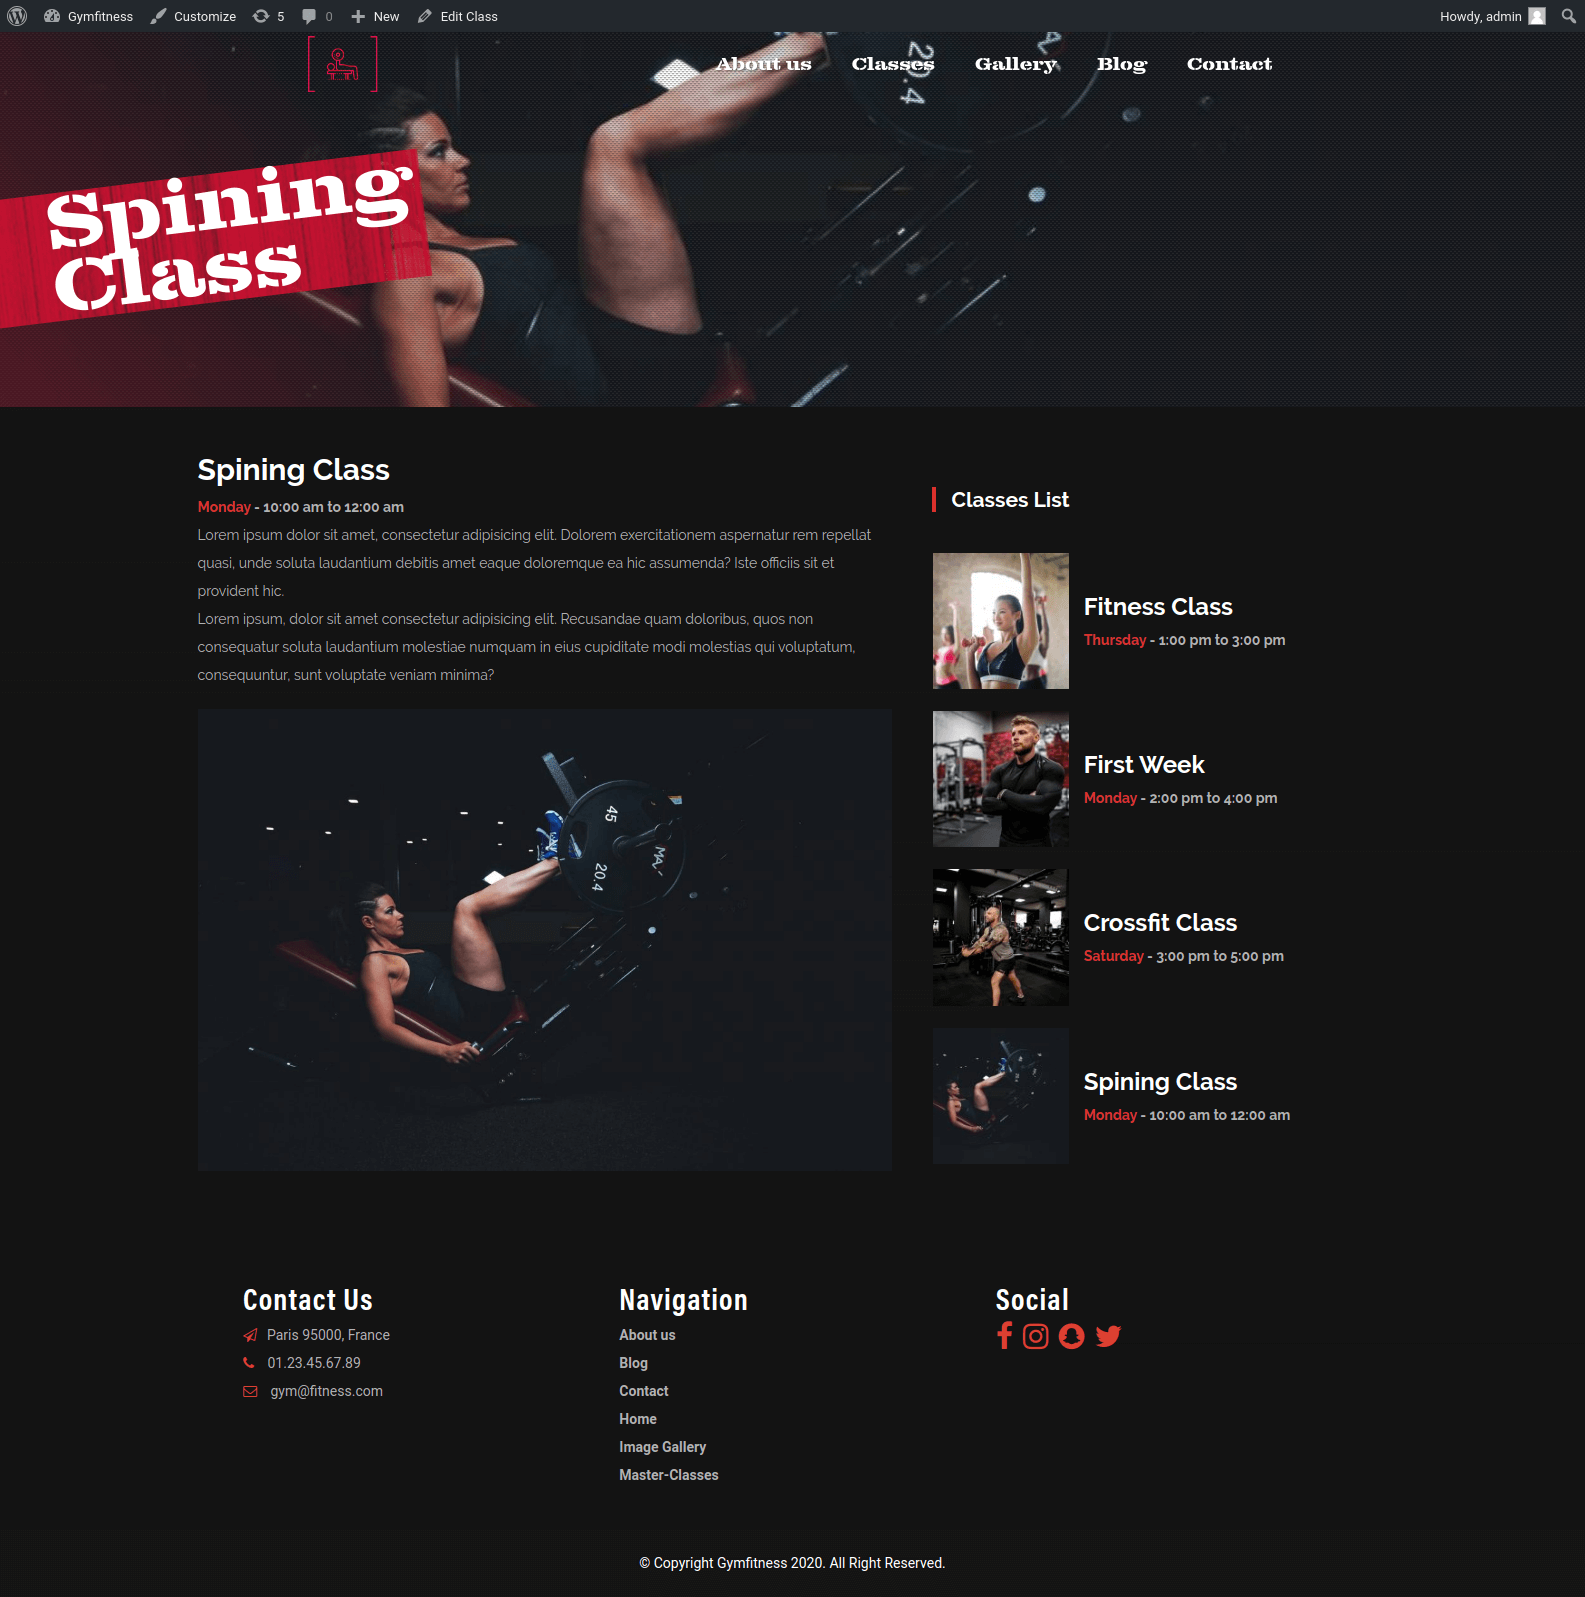 Gymfitness Customize 5 0 New Edit Class Howdy, admin
About us Classes Gallery Blog Contact
20.4
Spining
Class
Spining Class
Monday - 10:00 am to 12:00 am
Lorem ipsum dolor sit amet, consectetur adipisicing elit. Dolorem exercitationem aspernatur rem repellat
quasi, unde soluta laudantium debitis amet eaque doloremque ea hic assumenda? Iste officiis sit et
provident hic.
Lorem ipsum, dolor sit amet consectetur adipisicing elit. Recusandae quam doloribus, quos non
consequatur soluta laudantium molestiae numquam in eius cupiditate modi molestias qui voluptatum,
consequuntur, sunt voluptate veniam minima?
45
20.4
Classes List
Fitness Class
Thursday - 1:00 pm to 3:00 pm
First Week
Monday - 2:00 pm to 4:00 pm
Crossfit Class
Saturday - 3:00 pm to 5:00 pm
Spining Class
Monday - 10:00 am to 12:00 am
Contact Us
Paris 95000, France
01.23.45.67.89
gym@fitness.com
Navigation
About us
Blog
Contact
Home
Image Gallery
Master-Classes
Social
© Copyright Gymfitness 2020. All Right Reserved.